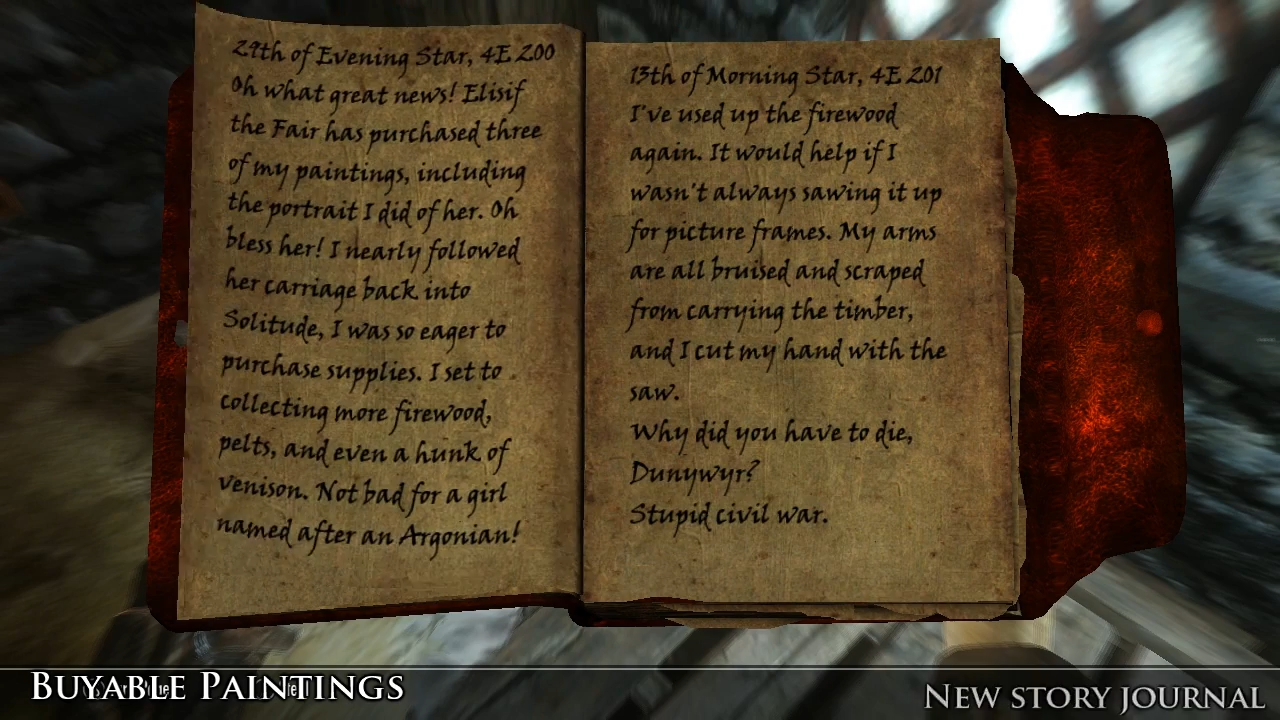 29th of Evening Star, 4E 200
Oh what great news! Elisif
the Fair has purchased three
of my paintings, including
the portrait I did of her. Oh
bless her! I nearly followed
her carriage back into
Solitude, I was so eager to
purchase supplies. I set to
collecting more firewood,
pelts, and even a hunk of
venison. Not bad for a girl
named after an Argonian!
13th of Morning Star, 4E 201
I've used up the firewood
again. It would help if I
wasn't always sawing it up
for picture frames. My arms
are all bruised and scraped
from carrying the timber,
and I cut my hand with the
saw.
Why did you have to die,
Dunywyr?
Stupid civil war.
BUYABLE PAINTINGS
NEW STORY JOURNAL